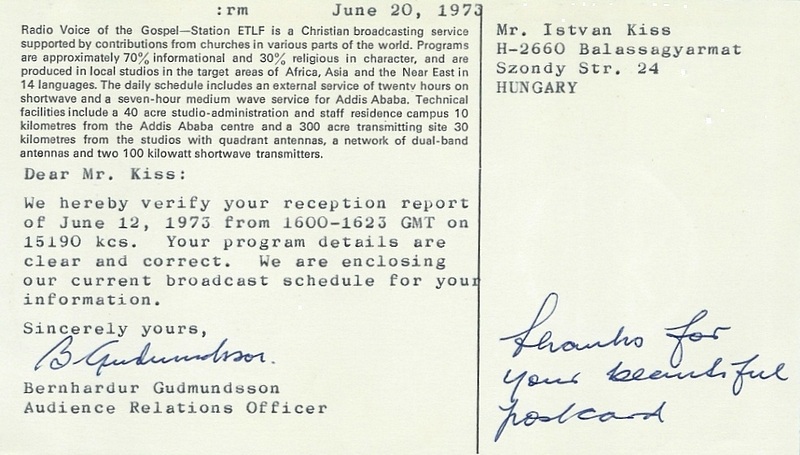 :rm June 20, 1973
Radio Voice of the Gospel—Station ETLF is a Christian broadcasting service
supported by contributions from churches in various parts of the world. Programs
are approximately 70% informational and 30% religious in character, and are
produced in local studios in the target areas of Africa, Asia and the Near East in
14 languages. The daily schedule includes an external service of twenty hours on
shortwave and a seven-hour medium wave service for Addis Ababa. Technical
facilities include a 40 acre studio-administration and staff residence campus 10
kilometres from the Addis Ababa centre and a 300 acre transmitting site 30
kilometres from the studios with quadrant antennas, a network of dual-band
antennas and two 100 kilowatt shortwave transmitters.
Dear Mr. Kiss:
We hereby verify your reception report
of June 12, 1973 from 1600-1623 GMT on
15190 kcs. Your program details are
clear and correct. We are enclosing
our current broadcast schedule for your
information.
Sincerely yours,
B Gudmundsson.
Bernhardur Gudmundsson
Audience Relations Officer
Mr. Istvan Kiss
H-2660 Balassagyarmat
Szondy Str. 24
HUNGARY
thanks for
your beautiful
postcard